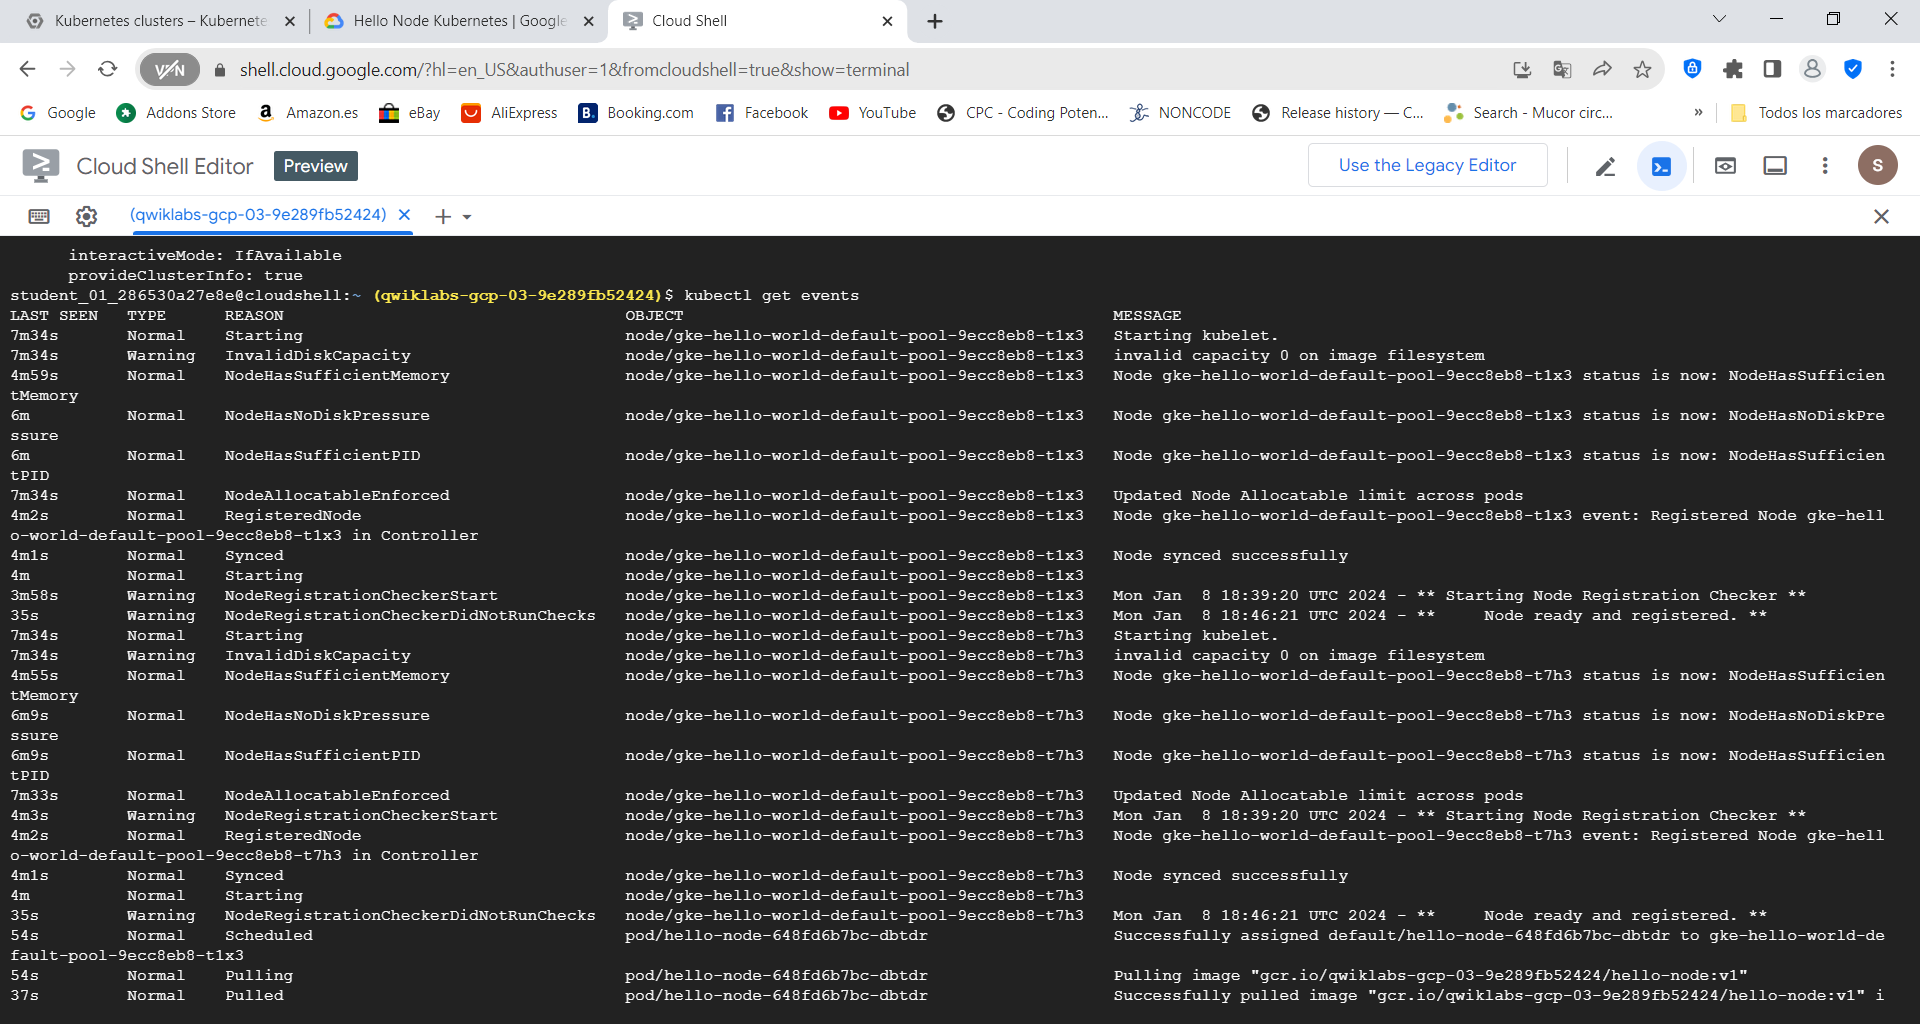 Kubernetes clusters – Kubernete
Hello Node Kubernetes | Google
Cloud Shell
VPN
shell.cloud.google.com/?hl=en_US&authuser=1&fromcloudshell=true&show=terminal
Google
Addons Store
Amazon.es
eBay
AliExpress
Booking.com
Facebook
YouTube
CPC - Coding Poten...
NONCODE
Release history — C...
Search - Mucor circ...
»
Todos los marcadores
Cloud Shell Editor
Preview
Use the Legacy Editor
S
(qwiklabs-gcp-03-9e289fb52424)
interactiveMode: IfAvailable
provideClusterInfo: true
student_01_286530a27e8e@cloudshell:~ (qwiklabs-gcp-03-9e289fb52424)$ kubectl get events
LAST SEEN TYPE REASON OBJECT MESSAGE
7m34s Normal Starting node/gke-hello-world-default-pool-9ecc8eb8-t1x3 Starting kubelet.
7m34s Warning InvalidDiskCapacity node/gke-hello-world-default-pool-9ecc8eb8-t1x3 invalid capacity 0 on image filesystem
4m59s Normal NodeHasSufficientMemory node/gke-hello-world-default-pool-9ecc8eb8-t1x3 Node gke-hello-world-default-pool-9ecc8eb8-t1x3 status is now: NodeHasSufficien
tMemory
6m Normal NodeHasNoDiskPressure node/gke-hello-world-default-pool-9ecc8eb8-t1x3 Node gke-hello-world-default-pool-9ecc8eb8-t1x3 status is now: NodeHasNoDiskPre
ssure
6m Normal NodeHasSufficientPID node/gke-hello-world-default-pool-9ecc8eb8-t1x3 Node gke-hello-world-default-pool-9ecc8eb8-t1x3 status is now: NodeHasSufficien
tPID
7m34s Normal NodeAllocatableEnforced node/gke-hello-world-default-pool-9ecc8eb8-t1x3 Updated Node Allocatable limit across pods
4m2s Normal RegisteredNode node/gke-hello-world-default-pool-9ecc8eb8-t1x3 Node gke-hello-world-default-pool-9ecc8eb8-t1x3 event: Registered Node gke-hell
o-world-default-pool-9ecc8eb8-t1x3 in Controller
4m1s Normal Synced node/gke-hello-world-default-pool-9ecc8eb8-t1x3 Node synced successfully
4m Normal Starting node/gke-hello-world-default-pool-9ecc8eb8-t1x3
3m58s Warning NodeRegistrationCheckerStart node/gke-hello-world-default-pool-9ecc8eb8-t1x3 Mon Jan 8 18:39:20 UTC 2024 - ** Starting Node Registration Checker **
35s Warning NodeRegistrationCheckerDidNotRunChecks node/gke-hello-world-default-pool-9ecc8eb8-t1x3 Mon Jan 8 18:46:21 UTC 2024 - ** Node ready and registered. **
7m34s Normal Starting node/gke-hello-world-default-pool-9ecc8eb8-t7h3 Starting kubelet.
7m34s Warning InvalidDiskCapacity node/gke-hello-world-default-pool-9ecc8eb8-t7h3 invalid capacity 0 on image filesystem
4m55s Normal NodeHasSufficientMemory node/gke-hello-world-default-pool-9ecc8eb8-t7h3 Node gke-hello-world-default-pool-9ecc8eb8-t7h3 status is now: NodeHasSufficien
tMemory
6m9s Normal NodeHasNoDiskPressure node/gke-hello-world-default-pool-9ecc8eb8-t7h3 Node gke-hello-world-default-pool-9ecc8eb8-t7h3 status is now: NodeHasNoDiskPre
ssure
6m9s Normal NodeHasSufficientPID node/gke-hello-world-default-pool-9ecc8eb8-t7h3 Node gke-hello-world-default-pool-9ecc8eb8-t7h3 status is now: NodeHasSufficien
tPID
7m33s Normal NodeAllocatableEnforced node/gke-hello-world-default-pool-9ecc8eb8-t7h3 Updated Node Allocatable limit across pods
4m3s Warning NodeRegistrationCheckerStart node/gke-hello-world-default-pool-9ecc8eb8-t7h3 Mon Jan 8 18:39:20 UTC 2024 - ** Starting Node Registration Checker **
4m2s Normal RegisteredNode node/gke-hello-world-default-pool-9ecc8eb8-t7h3 Node gke-hello-world-default-pool-9ecc8eb8-t7h3 event: Registered Node gke-hell
o-world-default-pool-9ecc8eb8-t7h3 in Controller
4m1s Normal Synced node/gke-hello-world-default-pool-9ecc8eb8-t7h3 Node synced successfully
4m Normal Starting node/gke-hello-world-default-pool-9ecc8eb8-t7h3
35s Warning NodeRegistrationCheckerDidNotRunChecks node/gke-hello-world-default-pool-9ecc8eb8-t7h3 Mon Jan 8 18:46:21 UTC 2024 - ** Node ready and registered. **
54s Normal Scheduled pod/hello-node-648fd6b7bc-dbtdr Successfully assigned default/hello-node-648fd6b7bc-dbtdr to gke-hello-world-de
fault-pool-9ecc8eb8-t1x3
54s Normal Pulling pod/hello-node-648fd6b7bc-dbtdr Pulling image "gcr.io/qwiklabs-gcp-03-9e289fb52424/hello-node:v1"
37s Normal Pulled pod/hello-node-648fd6b7bc-dbtdr Successfully pulled image "gcr.io/qwiklabs-gcp-03-9e289fb52424/hello-node:v1" i